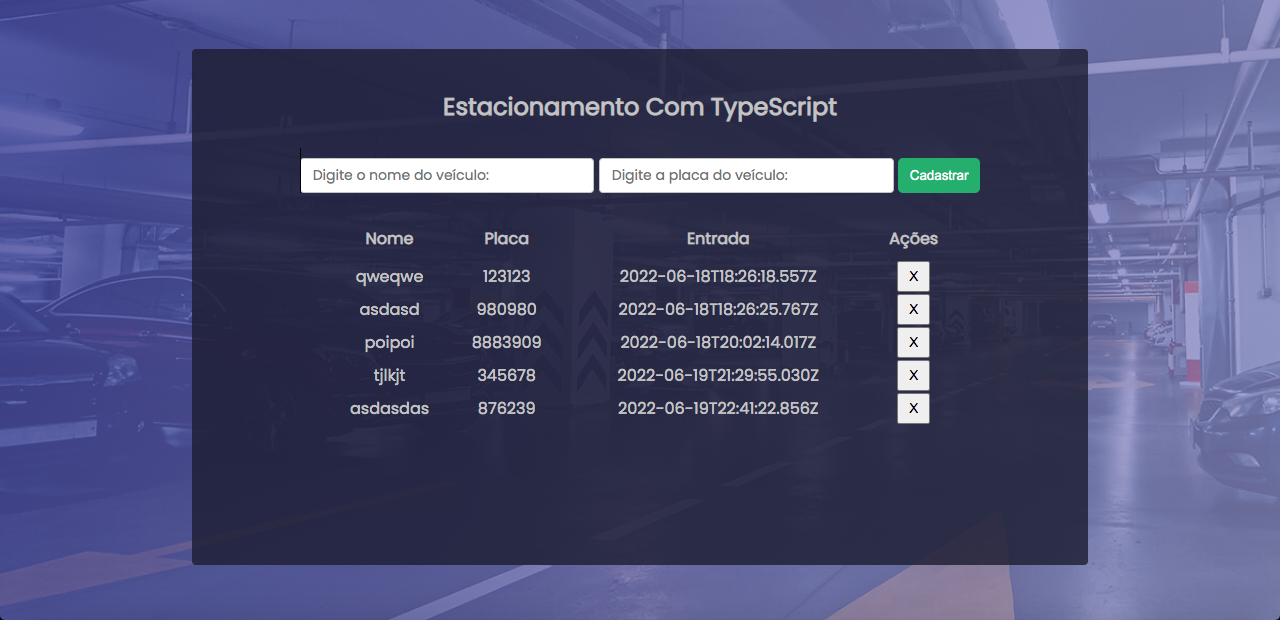 Estacionamento Com TypeScript
Digite o nome do veículo: Digite a placa do veículo: Cadastrar
Nome Placa Entrada Ações
qweqwe 123123 2022-06-18T18:26:18.557Z X
asdasd 980980 2022-06-18T18:26:25.767Z X
poipoi 8883909 2022-06-18T20:02:14.017Z X
tjlkjt 345678 2022-06-19T21:29:55.030Z X
asdasdas 876239 2022-06-19T22:41:22.856Z X